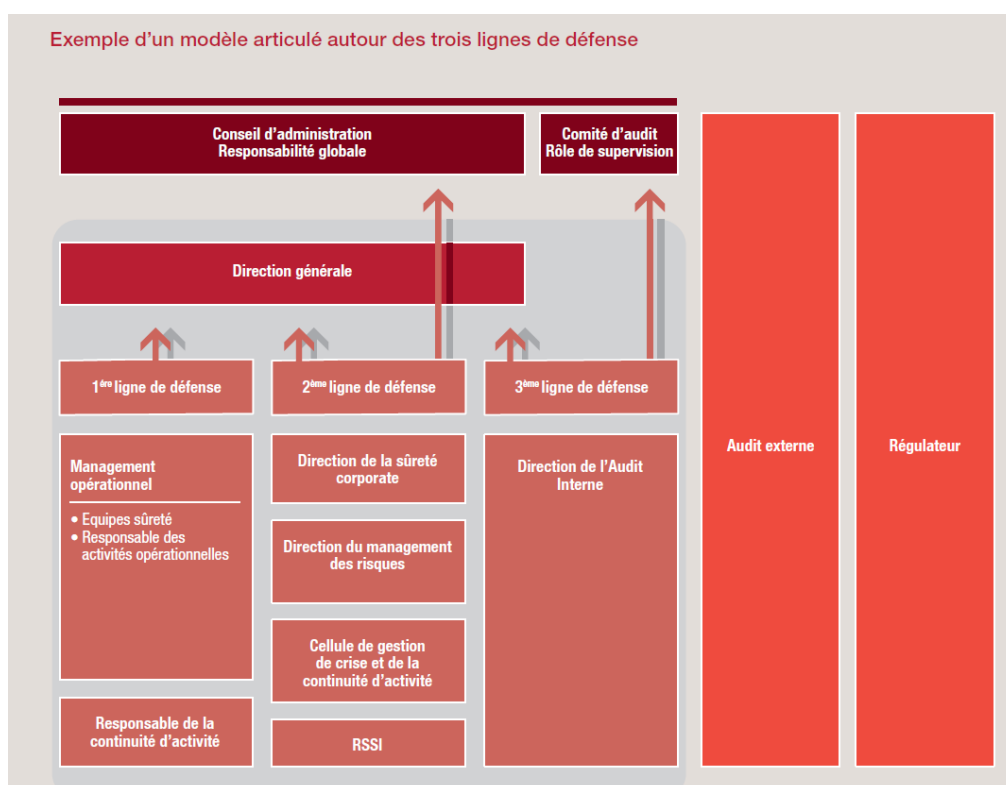 Exemple d'un modèle articulé autour des trois lignes de défense
Conseil d'administration
Responsabilité globale
Comité d'audit
Rôle de supervision
Direction générale
1ère ligne de défense
2ème ligne de défense
3ème ligne de défense
Management
opérationnel
• Equipes sûreté
• Responsable des
activités opérationnelles
Responsable de la
continuité d'activité
Direction de la sûreté
corporate
Direction du management
des risques
Cellule de gestion
de crise et de la
continuité d'activité
RSSI
Direction de l'Audit
Interne
Audit externe
Régulateur